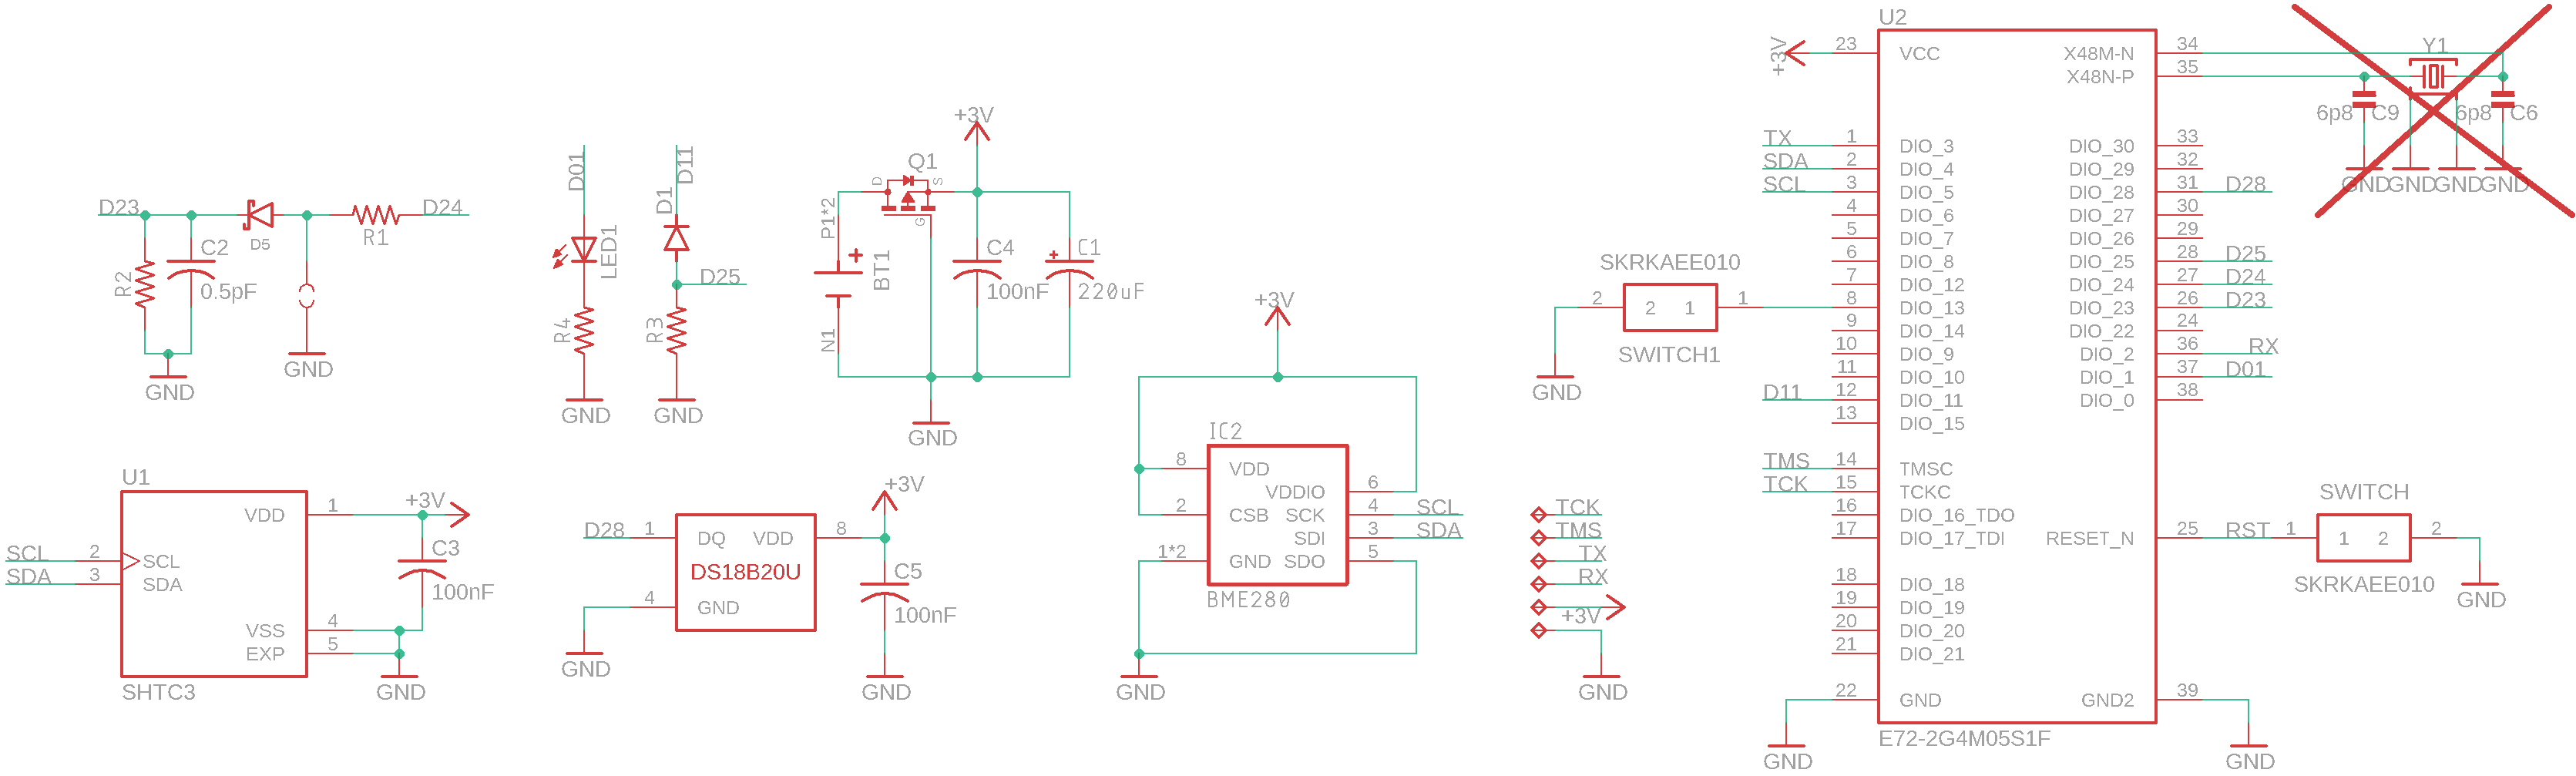 D23
C2
0.5pF
R2
D5
R1
D24
GND
GND
D01
LED1
R4
GND
D11
D1
D25
R3
GND
+3V
Q1
D
S
G
P1*2
BT1
N1
C4
100nF
C1
220uF
GND
U1
VDD
1
+3V
SCL
2
SCL
SDA
3
SDA
C3
100nF
VSS
4
EXP
5
SHTC3
GND
D28
1
DQ
VDD
8
+3V
DS18B20U
4
GND
C5
100nF
GND
GND
+3V
IC2
8
VDD
VDDIO
6
2
CSB
SCK
4
SCL
SDI
3
SDA
1*2
GND
SDO
5
BME280
GND
TCK
TMS
TX
RX
+3V
GND
SKRKAEE010
2
2
1
1
SWITCH1
GND
U2
+3V
23
VCC
TX
1
DIO_3
SDA
2
DIO_4
SCL
3
DIO_5
4
DIO_6
5
DIO_7
6
DIO_8
7
DIO_12
8
DIO_13
9
DIO_14
10
DIO_9
11
DIO_10
D11
12
DIO_11
13
DIO_15
TMS
14
TMSC
TCK
15
TCKC
16
DIO_16_TDO
17
DIO_17_TDI
18
DIO_18
19
DIO_19
20
DIO_20
21
DIO_21
22
GND
GND
X48M-N
34
X48N-P
35
DIO_30
33
DIO_29
32
DIO_28
31
D28
DIO_27
30
DIO_26
29
DIO_25
28
D25
DIO_24
27
D24
DIO_23
26
D23
DIO_22
24
DIO_2
36
RX
DIO_1
37
D01
DIO_0
38
RESET_N
25
RST
GND2
39
GND
E72-2G4M05S1F
SWITCH
1
1
2
2
SKRKAEE010
GND
Y1
6p8
C9
6p8
C6
GND
GND
GND
GND